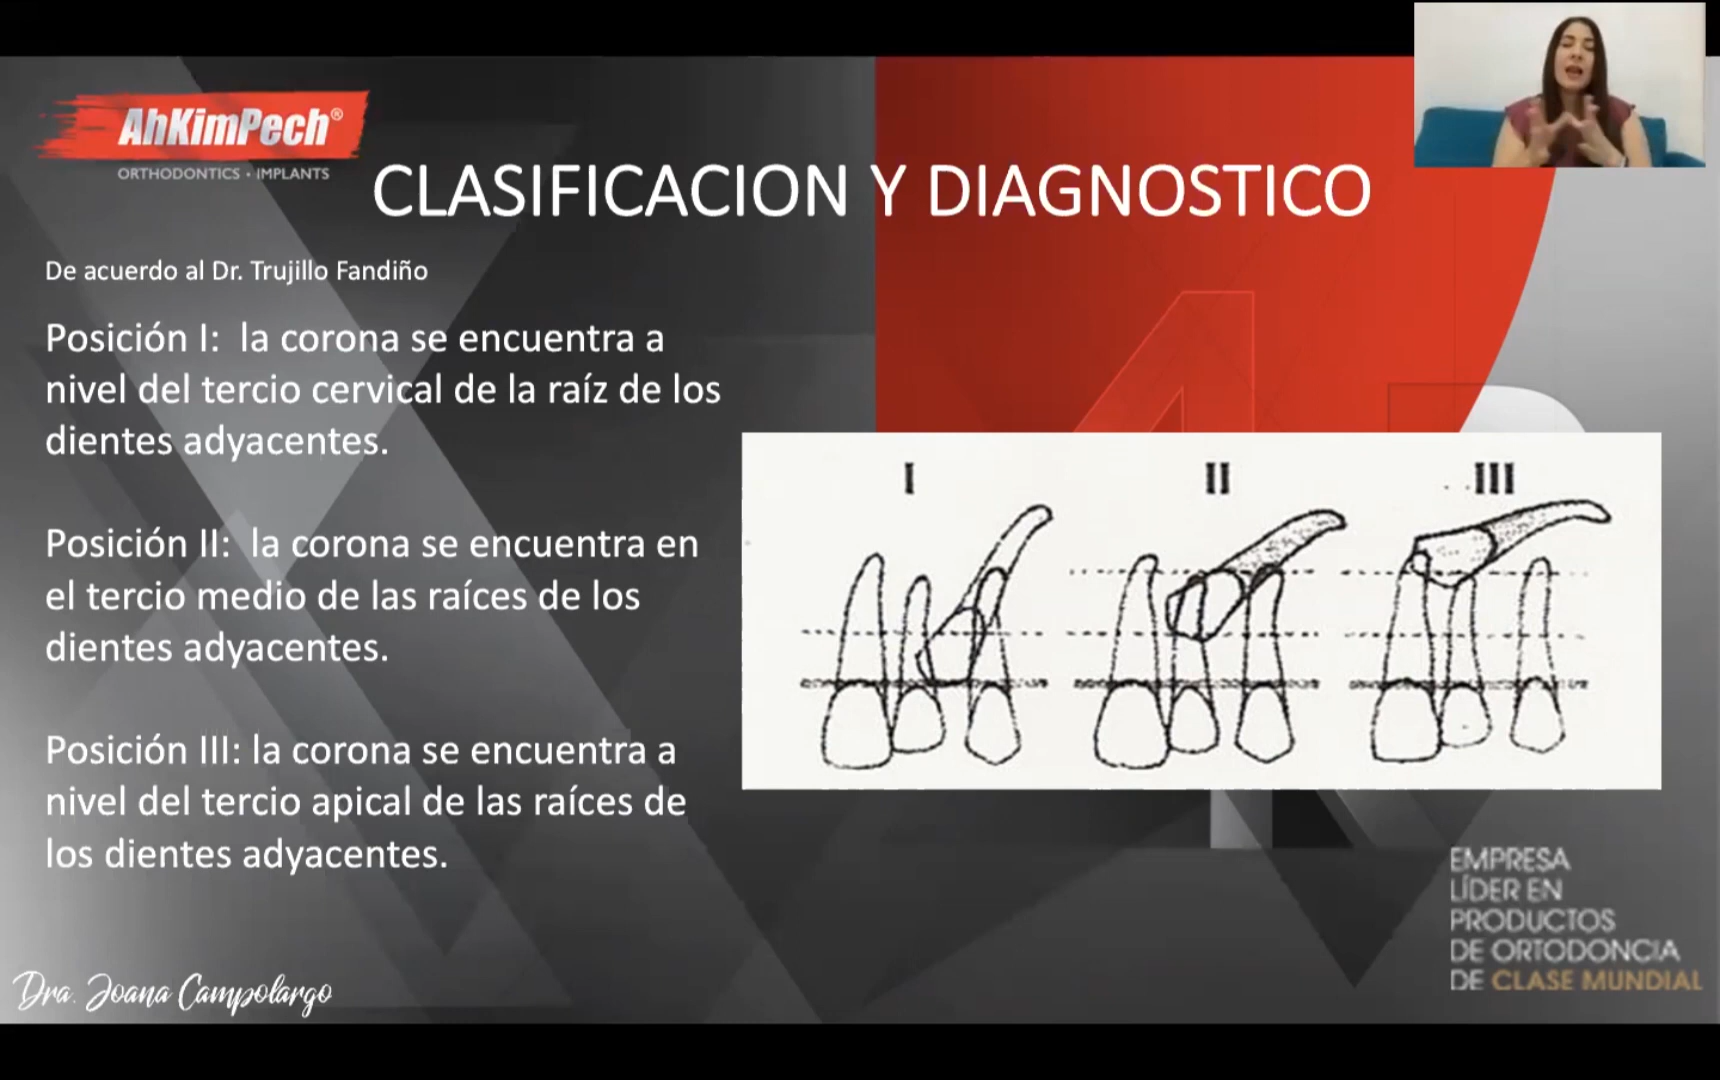 AhKimPech®
ORTHODONTICS • IMPLANTS
CLASIFICACION Y DIAGNOSTICO
De acuerdo al Dr. Trujillo Fandiño
Posición I:  la corona se encuentra a
nivel del tercio cervical de la raíz de los
dientes adyacentes.
Posición II:  la corona se encuentra en
el tercio medio de las raíces de los
dientes adyacentes.
Posición III: la corona se encuentra a
nivel del tercio apical de las raíces de
los dientes adyacentes.
I
II
III
EMPRESA
LÍDER EN
PRODUCTOS
DE ORTODONCIA
DE CLASE MUNDIAL
Dra. Joana Campolargo